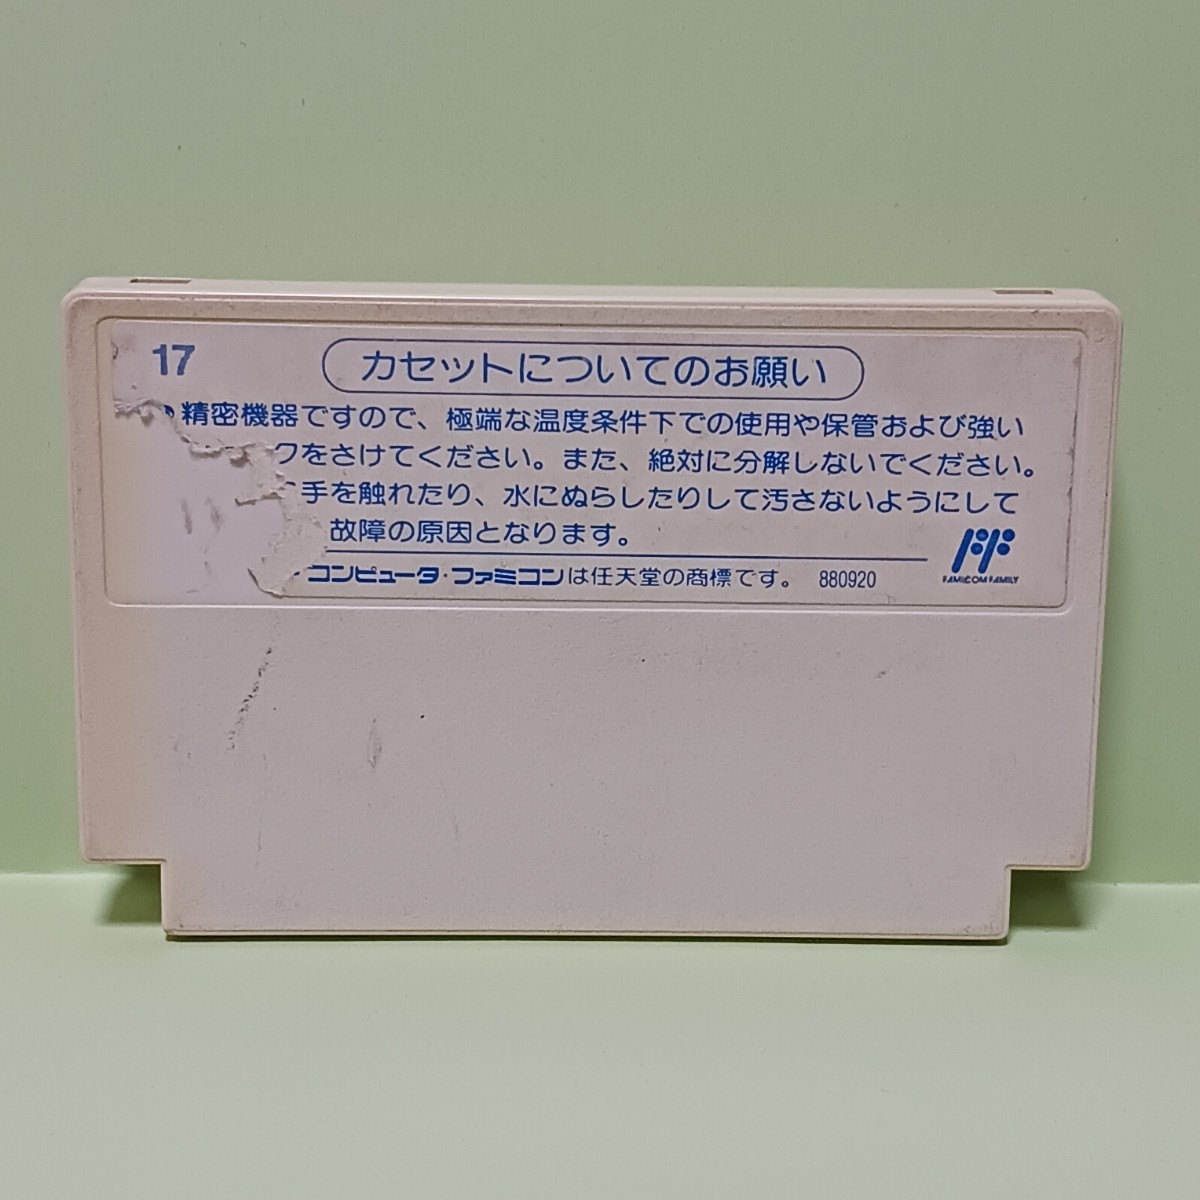 17
カセットについてのお願い
精密機器ですので、極端な温度条件下での使用や保管および強い
クをさけてください。また、絶対に分解しないでください。
手を触れたり、水にぬらしたりして汚さないようにして
故障の原因となります。
コンピュータ・ファミコンは任天堂の商標です。 880920
FF
FAMICOM FAMILY